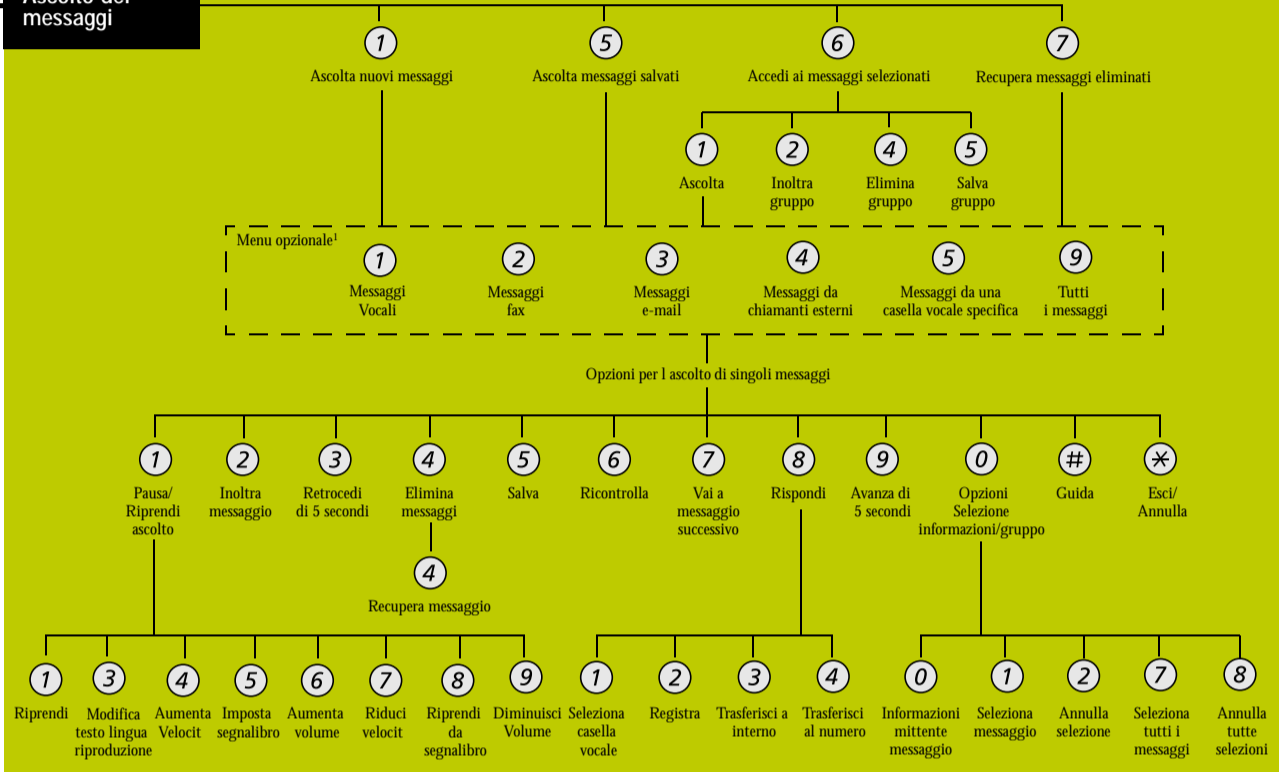 Ascolto dei
messaggi
1
5
6
7
Ascolta nuovi messaggi
Ascolta messaggi salvati
Accedi ai messaggi selezionati
Recupera messaggi eliminati
1
2
4
5
Ascolta
Inoltra
gruppo
Elimina
gruppo
Salva
gruppo
Menu opzionale1
1
2
3
4
5
9
Messaggi
Vocali
Messaggi
fax
Messaggi
e-mail
Messaggi da
chiamanti esterni
Messaggi da una
casella vocale specifica
Tutti
i messaggi
Opzioni per l ascolto di singoli messaggi
1
2
3
4
5
6
7
8
9
0
#
*
Pausa/
Riprendi
ascolto
Inoltra
messaggio
Retrocedi
di 5 secondi
Elimina
messaggi
Salva
Ricontrolla
Vai a
messaggio
successivo
Rispondi
Avanza di
5 secondi
Opzioni
Selezione
informazioni/gruppo
Guida
Esci/
Annulla
4
Recupera messaggio
1
3
4
5
6
7
8
9
Riprendi
Modifica
testo lingua
riproduzione
Aumenta
Velocit
Imposta
segnalibro
Aumenta
volume
Riduci
velocit
Riprendi
da
segnalibro
Diminuisci
Volume
1
2
3
4
Seleziona
casella
vocale
Registra
Trasferisci a
interno
Trasferisci
al numero
0
1
2
7
8
Informazioni
mittente
messaggio
Seleziona
messaggio
Annulla
selezione
Seleziona
tutti i
messaggi
Annulla
tutte
selezioni